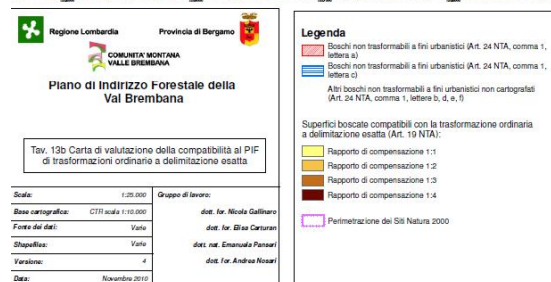 Regione Lombardia
Provincia di Bergamo
COMUNITA' MONTANA
VALLE BREMBANA
Piano di Indirizzo Forestale della
Val Brembana
Tav. 13b Carta di valutazione della compatibilità al PIF
di trasformazioni ordinarie a delimitazione esatta
Scala: 1:25.000
Base cartografica: CTR scala 1:10.000
Fonte dei dati: Varie
Shapefiles: Varie
Versione: 4
Data: Novembre 2010
Gruppo di lavoro:
dott. for. Nicola Gallinaro
dott. for. Elisa Carturan
dott. nat. Emanuela Panseri
dott. for. Andrea Nosari
Legenda
Boschi non trasformabili a fini urbanistici (Art. 24 NTA, comma 1,
lettera a)
Boschi non trasformabili a fini urbanistici (Art. 24 NTA, comma 1,
lettera c)
Altri boschi non trasformabili a fini urbanistici non cartografati
(Art. 24 NTA, comma 1, lettere b, d, e, f)
Superfici boscate compatibili con la trasformazione ordinaria
a delimitazione esatta (Art. 19 NTA):
Rapporto di compensazione 1:1
Rapporto di compensazione 1:2
Rapporto di compensazione 1:3
Rapporto di compensazione 1:4
Perimetrazione dei Siti Natura 2000